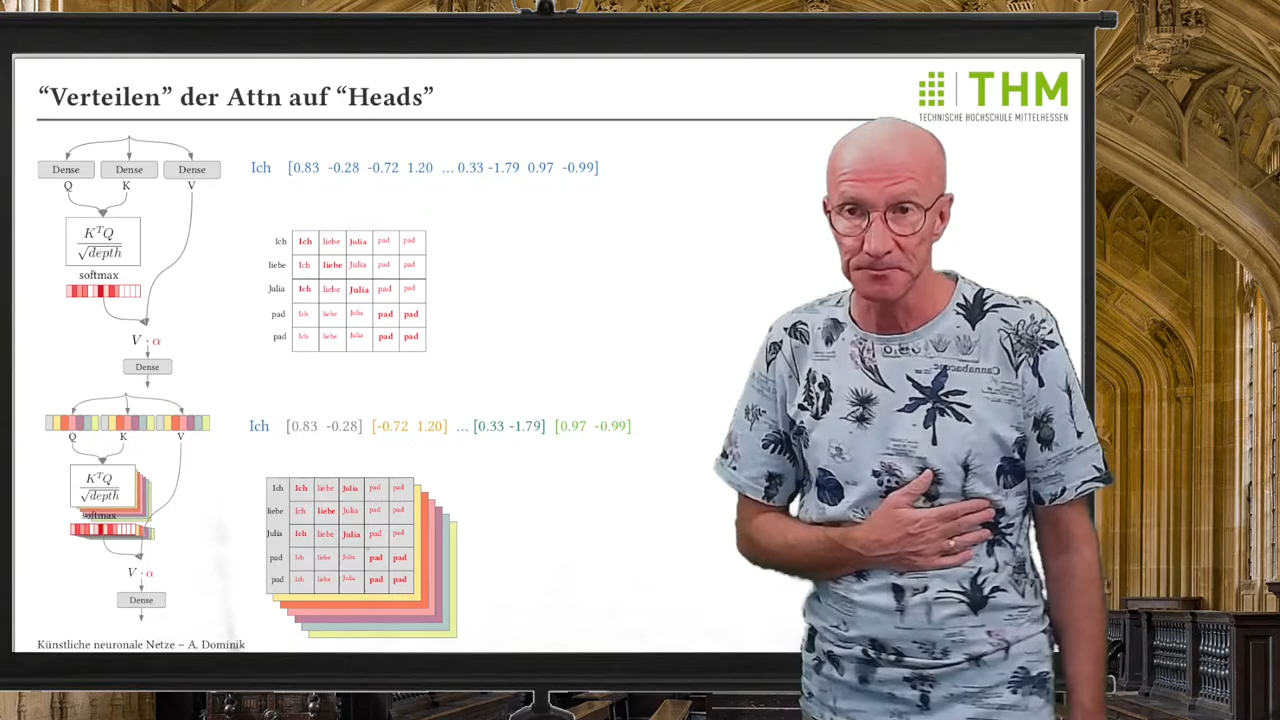 “Verteilen” der Attn auf “Heads”
THM
TECHNISCHE HOCHSCHULE MITTELHESSEN
Dense Dense Dense
Q K V
Ich [0.83 -0.28 -0.72 1.20 ... 0.33 -1.79 0.97 -0.99]
K^T Q
√depth
softmax
V · α
Dense
Ich Ich liebe Julia pad pad
liebe Ich liebe Julia pad pad
Julia Ich liebe Julia pad pad
pad Ich liebe Julia pad pad
pad Ich liebe Julia pad pad
Cannabaceae
Q K V
Ich [0.83 -0.28] [-0.72 1.20] ... [0.33 -1.79] [0.97 -0.99]
K^T Q
√depth
softmax
V · α
Dense
Ich Ich liebe Julia pad pad
liebe Ich liebe Julia pad pad
Julia Ich liebe Julia pad pad
pad Ich liebe Julia pad pad
pad Ich liebe Julia pad pad
Künstliche neuronale Netze – A. Dominik